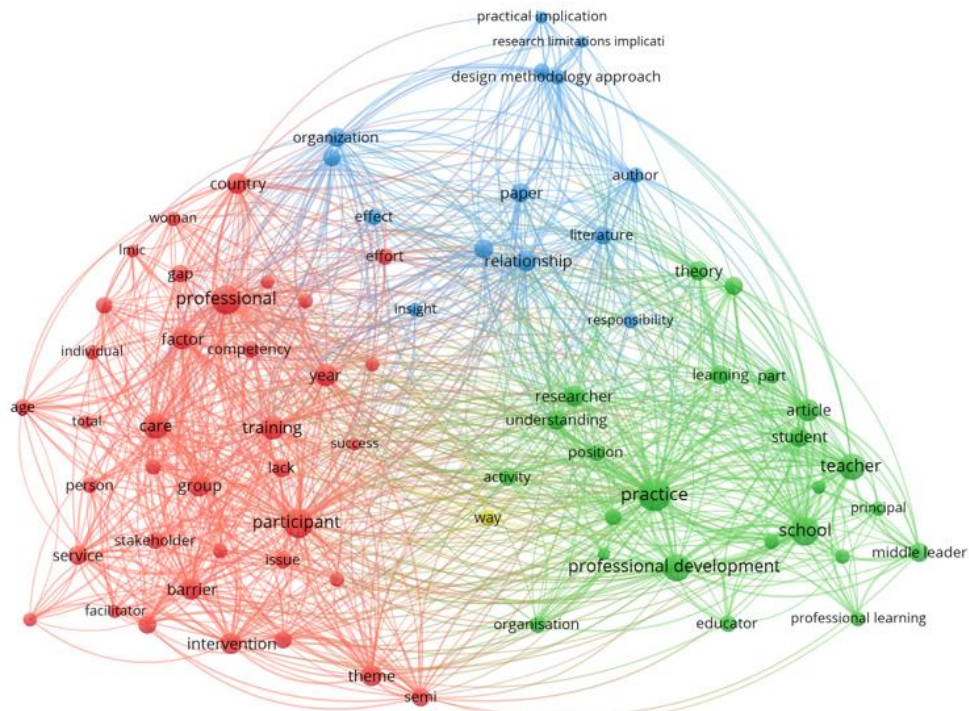 practical implication
research limitations implicati
design methodology approach
organization
country
author
paper
woman
effect
literature
lmic
effort
relationship
gap
theory
professional
insight
responsibility
factor
individual
competency
year
learning
part
researcher
age
total
care
training
understanding
article
success
student
position
lack
teacher
person
group
activity
practice
participant
way
principal
school
stakeholder
service
issue
middle leader
barrier
professional development
facilitator
organisation
educator
professional learning
intervention
theme
semi